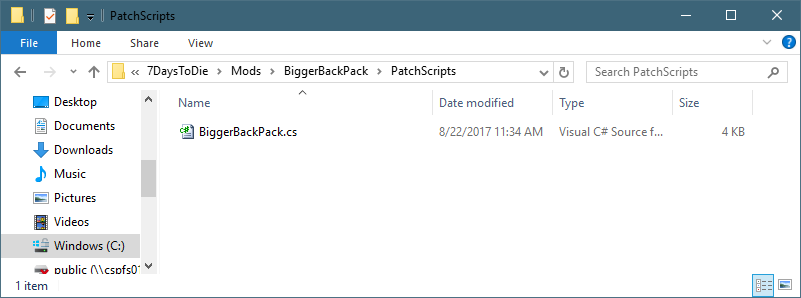 PatchScripts
File Home Share View
« 7DaysToDie > Mods > BiggerBackPack > PatchScripts Search PatchScripts
Name Date modified Type Size
Desktop
BiggerBackPack.cs 8/22/2017 11:34 AM Visual C# Source f... 4 KB
Documents
Downloads
Music
Pictures
Videos
Windows (C:)
public (\\cspfs01
1 item